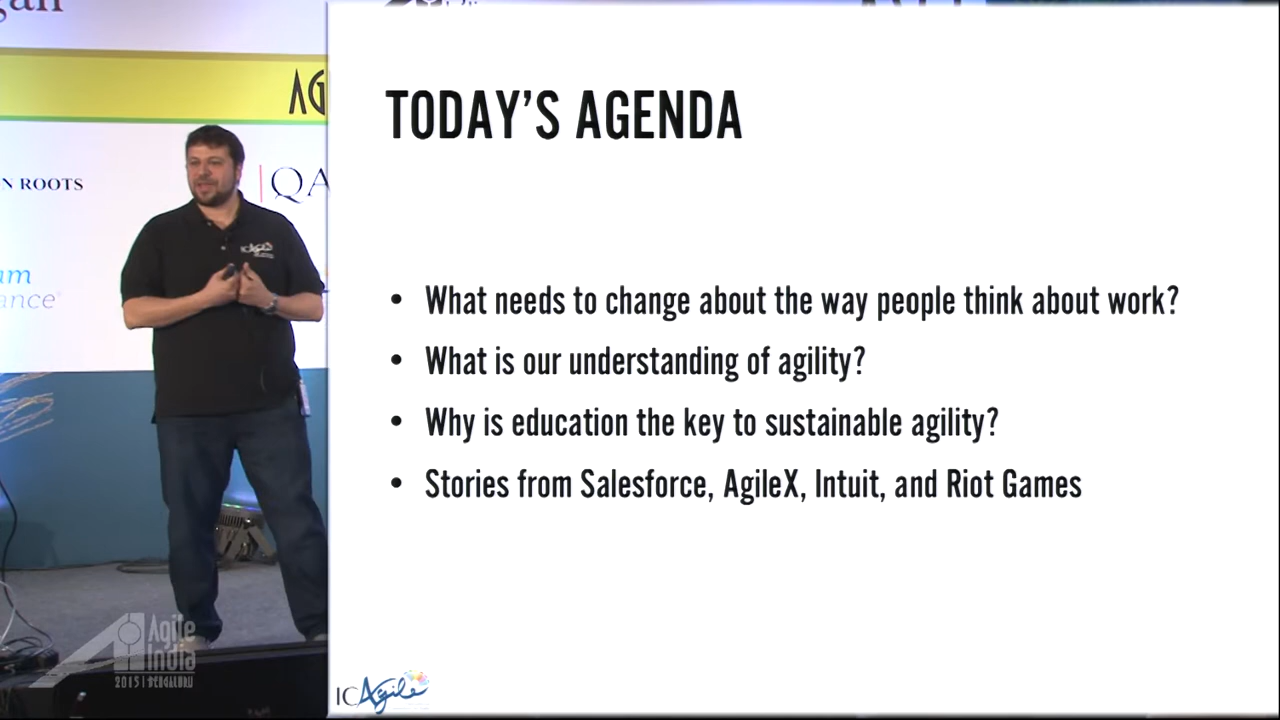 TODAY'S AGENDA
• What needs to change about the way people think about work?
• What is our understanding of agility?
• Why is education the key to sustainable agility?
• Stories from Salesforce, AgileX, Intuit, and Riot Games
ICAgile
N ROOTS
QA
AG
Agile
India
2015 | BENGALURU